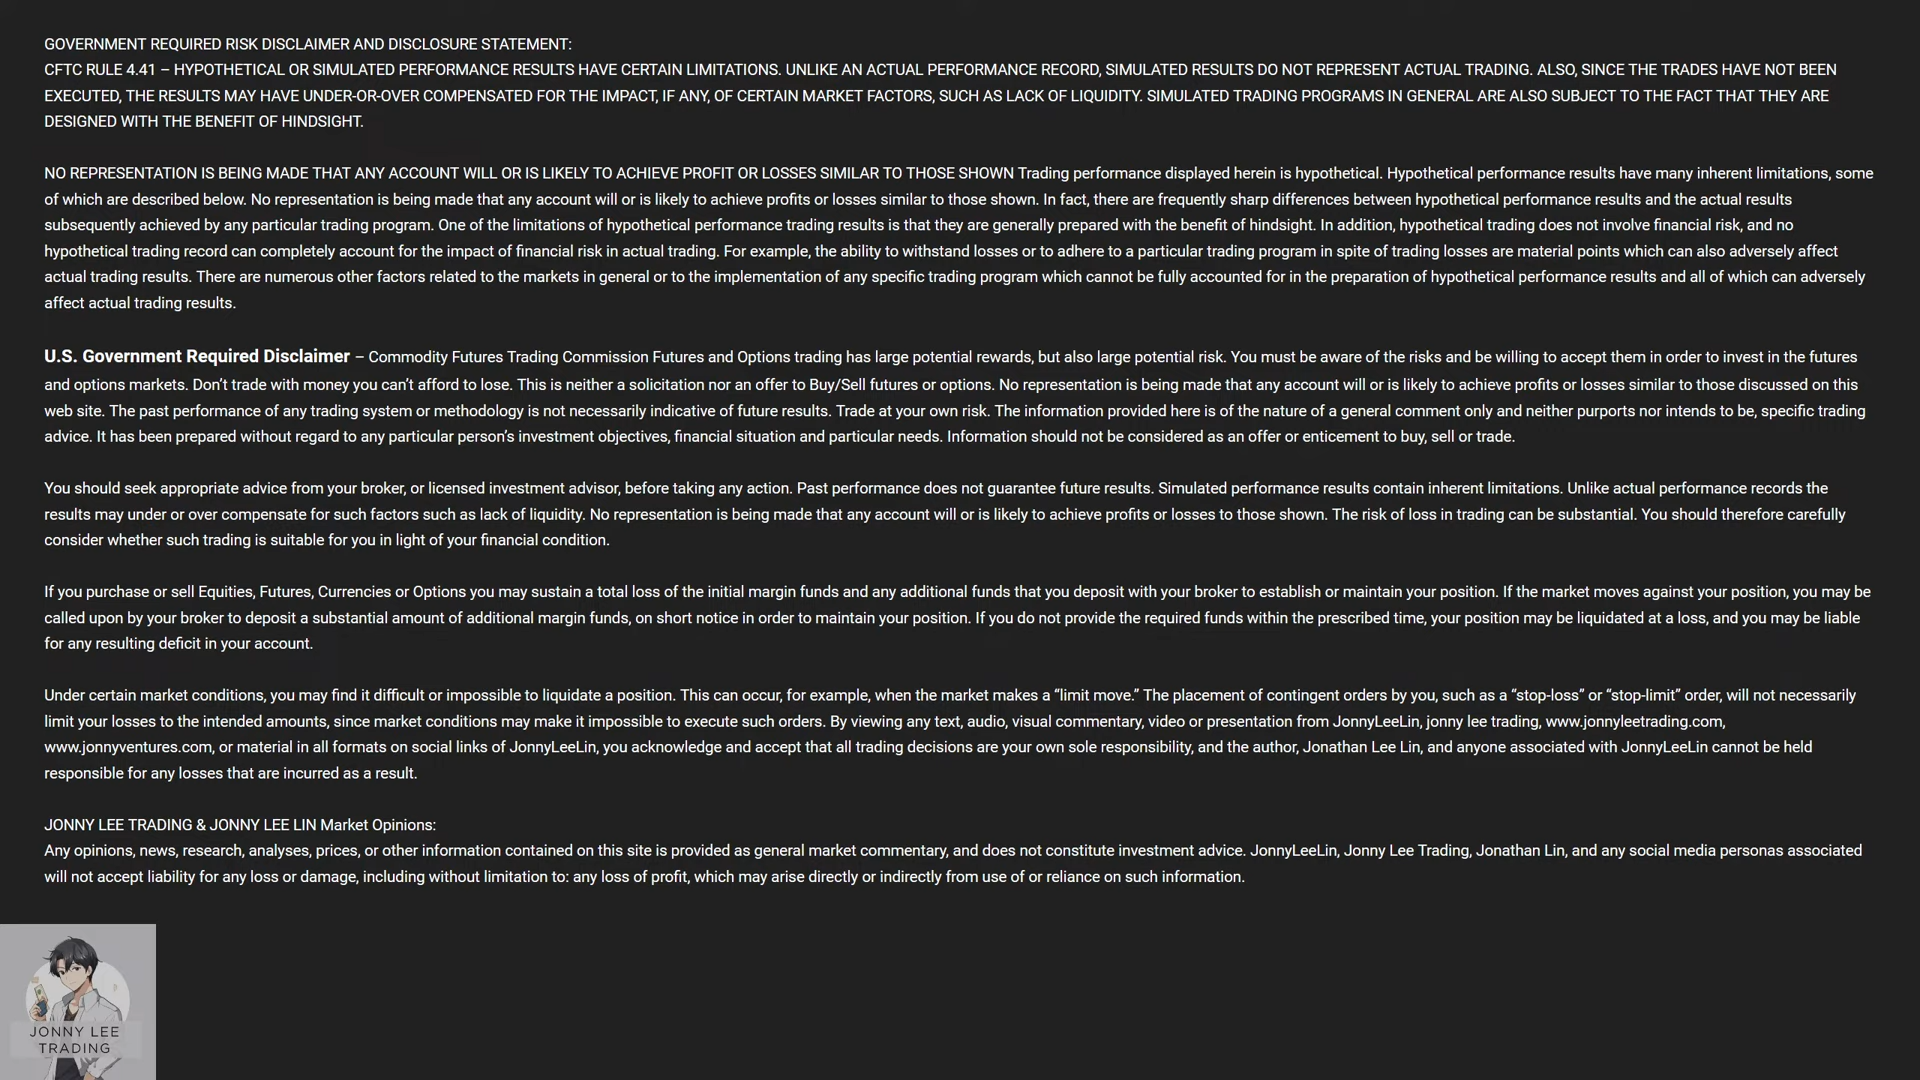 GOVERNMENT REQUIRED RISK DISCLAIMER AND DISCLOSURE STATEMENT:
CFTC RULE 4.41 – HYPOTHETICAL OR SIMULATED PERFORMANCE RESULTS HAVE CERTAIN LIMITATIONS. UNLIKE AN ACTUAL PERFORMANCE RECORD, SIMULATED RESULTS DO NOT REPRESENT ACTUAL TRADING. ALSO, SINCE THE TRADES HAVE NOT BEEN
EXECUTED, THE RESULTS MAY HAVE UNDER-OR-OVER COMPENSATED FOR THE IMPACT, IF ANY, OF CERTAIN MARKET FACTORS, SUCH AS LACK OF LIQUIDITY. SIMULATED TRADING PROGRAMS IN GENERAL ARE ALSO SUBJECT TO THE FACT THAT THEY ARE
DESIGNED WITH THE BENEFIT OF HINDSIGHT.
NO REPRESENTATION IS BEING MADE THAT ANY ACCOUNT WILL OR IS LIKELY TO ACHIEVE PROFIT OR LOSSES SIMILAR TO THOSE SHOWN Trading performance displayed herein is hypothetical. Hypothetical performance results have many inherent limitations, some
of which are described below. No representation is being made that any account will or is likely to achieve profits or losses similar to those shown. In fact, there are frequently sharp differences between hypothetical performance results and the actual results
subsequently achieved by any particular trading program. One of the limitations of hypothetical performance trading results is that they are generally prepared with the benefit of hindsight. In addition, hypothetical trading does not involve financial risk, and no
hypothetical trading record can completely account for the impact of financial risk in actual trading. For example, the ability to withstand losses or to adhere to a particular trading program in spite of trading losses are material points which can also adversely affect
actual trading results. There are numerous other factors related to the markets in general or to the implementation of any specific trading program which cannot be fully accounted for in the preparation of hypothetical performance results and all of which can adversely
affect actual trading results.
U.S. Government Required Disclaimer – Commodity Futures Trading Commission Futures and Options trading has large potential rewards, but also large potential risk. You must be aware of the risks and be willing to accept them in order to invest in the futures
and options markets. Don’t trade with money you can’t afford to lose. This is neither a solicitation nor an offer to Buy/Sell futures or options. No representation is being made that any account will or is likely to achieve profits or losses similar to those discussed on this
web site. The past performance of any trading system or methodology is not necessarily indicative of future results. Trade at your own risk. The information provided here is of the nature of a general comment only and neither purports nor intends to be, specific trading
advice. It has been prepared without regard to any particular person’s investment objectives, financial situation and particular needs. Information should not be considered as an offer or enticement to buy, sell or trade.
You should seek appropriate advice from your broker, or licensed investment advisor, before taking any action. Past performance does not guarantee future results. Simulated performance results contain inherent limitations. Unlike actual performance records the
results may under or over compensate for such factors such as lack of liquidity. No representation is being made that any account will or is likely to achieve profits or losses to those shown. The risk of loss in trading can be substantial. You should therefore carefully
consider whether such trading is suitable for you in light of your financial condition.
If you purchase or sell Equities, Futures, Currencies or Options you may sustain a total loss of the initial margin funds and any additional funds that you deposit with your broker to establish or maintain your position. If the market moves against your position, you may be
called upon by your broker to deposit a substantial amount of additional margin funds, on short notice in order to maintain your position. If you do not provide the required funds within the prescribed time, your position may be liquidated at a loss, and you may be liable
for any resulting deficit in your account.
Under certain market conditions, you may find it difficult or impossible to liquidate a position. This can occur, for example, when the market makes a “limit move.” The placement of contingent orders by you, such as a “stop-loss” or “stop-limit” order, will not necessarily
limit your losses to the intended amounts, since market conditions may make it impossible to execute such orders. By viewing any text, audio, visual commentary, video or presentation from JonnyLeeLin, jonny lee trading, www.jonnyleetrading.com,
www.jonnyventures.com, or material in all formats on social links of JonnyLeeLin, you acknowledge and accept that all trading decisions are your own sole responsibility, and the author, Jonathan Lee Lin, and anyone associated with JonnyLeeLin cannot be held
responsible for any losses that are incurred as a result.
JONNY LEE TRADING & JONNY LEE LIN Market Opinions:
Any opinions, news, research, analyses, prices, or other information contained on this site is provided as general market commentary, and does not constitute investment advice. JonnyLeeLin, Jonny Lee Trading, Jonathan Lin, and any social media personas associated
will not accept liability for any loss or damage, including without limitation to: any loss of profit, which may arise directly or indirectly from use of or reliance on such information.
JONNY LEE
TRADING